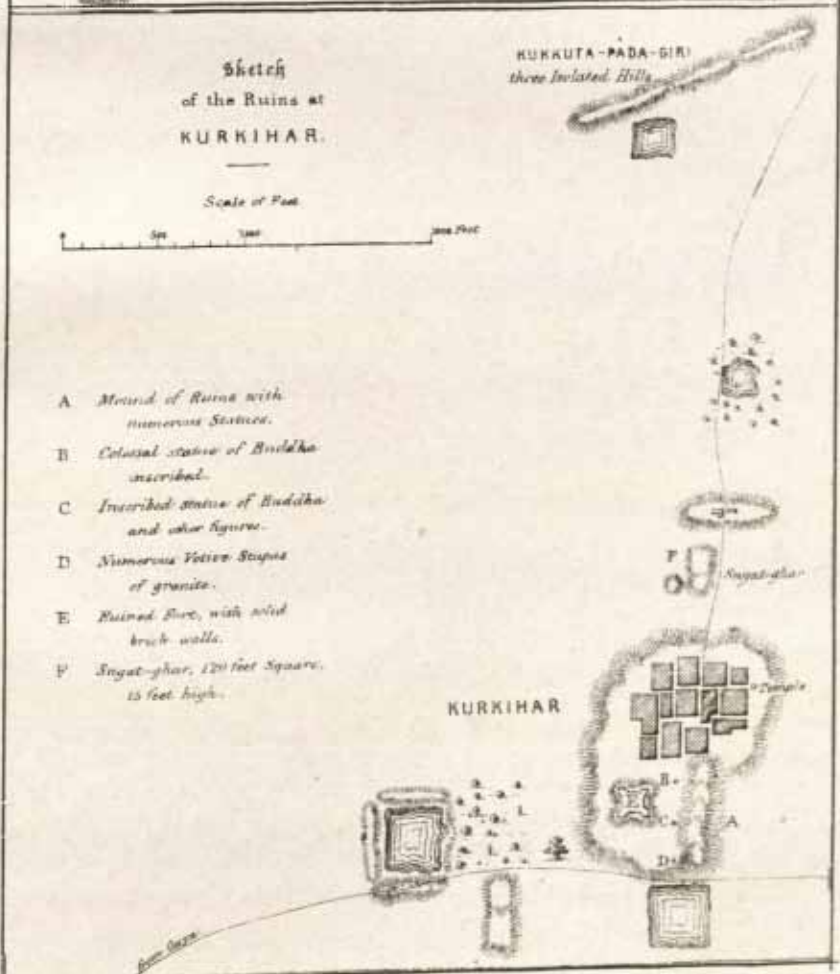 Sketch
of the Ruins at
KURKIHAR.
Scale of Feet
500 1000 2000 Feet
KUKKUTA-PADA-GIRI
three Isolated Hills
A Mound of Ruins with
numerous Statues.
B Colossal statue of Buddha
inscribed.
C Inscribed statue of Buddha
and other figures.
D Numerous Votive Stupas
of granite.
E Ruined Fort, with solid
brick walls.
F Sugat-ghar, 120 feet Square.
15 feet high.
F
Sugat-ghar
Temple
KURKIHAR
B
C
A
D
from Gaya